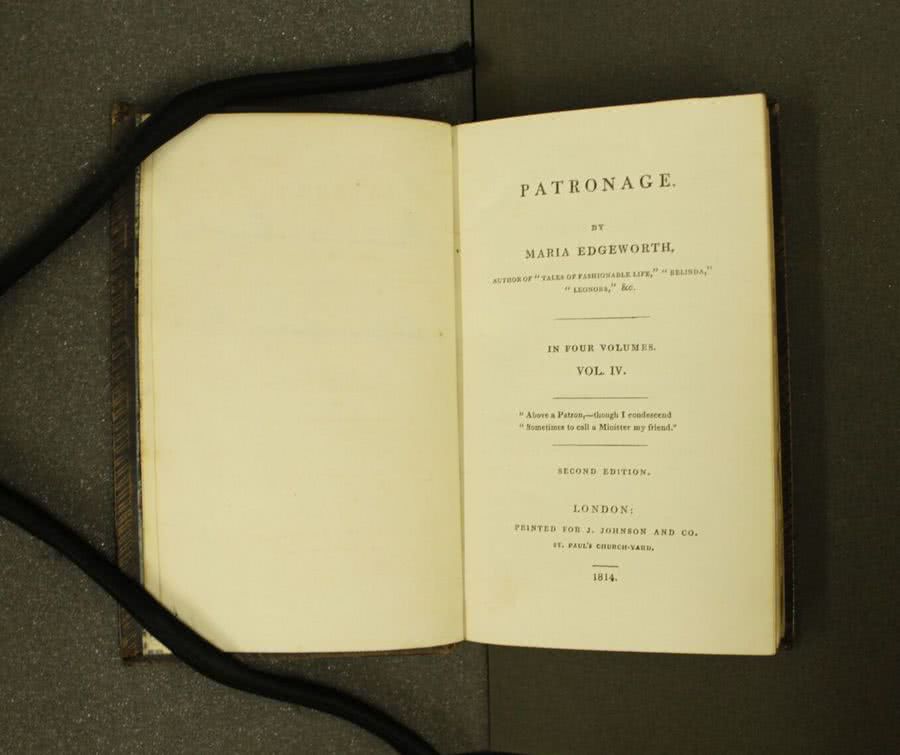 PATRONAGE.
BY
MARIA EDGEWORTH,
AUTHOR OF "TALES OF FASHIONABLE LIFE," "BELINDA,"
"LEONORA," &c.
IN FOUR VOLUMES.
VOL. IV.
"Above a Patron,—though I condescend
"Sometimes to call a Minister my friend."
SECOND EDITION.
LONDON:
PRINTED FOR J. JOHNSON AND CO.
ST. PAUL'S CHURCH-YARD.
1814.